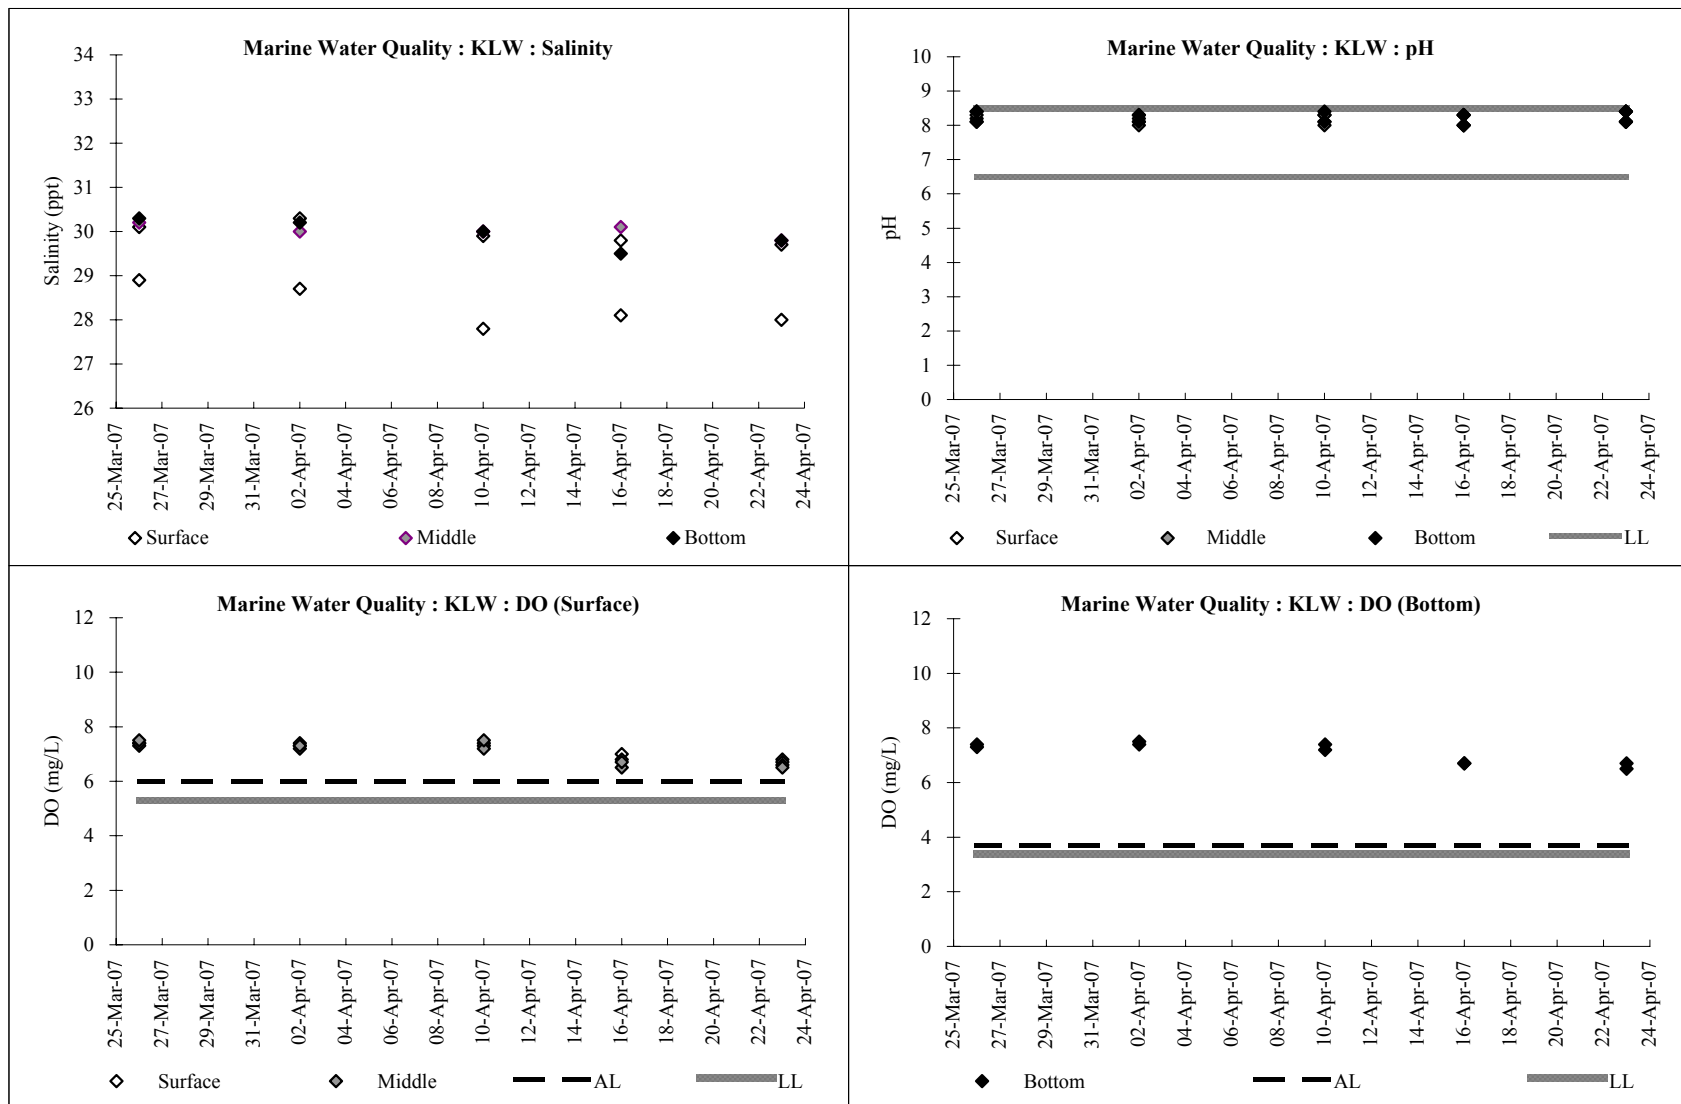 Marine Water Quality : KLW : Salinity
34
33
32
31
30
29
28
27
26
Salinity (ppt)
25-Mar-07
27-Mar-07
29-Mar-07
31-Mar-07
02-Apr-07
04-Apr-07
06-Apr-07
08-Apr-07
10-Apr-07
12-Apr-07
14-Apr-07
16-Apr-07
18-Apr-07
20-Apr-07
22-Apr-07
24-Apr-07
Surface Middle Bottom
Marine Water Quality : KLW : pH
10
9
8
7
6
5
4
3
2
1
0
pH
25-Mar-07
27-Mar-07
29-Mar-07
31-Mar-07
02-Apr-07
04-Apr-07
06-Apr-07
08-Apr-07
10-Apr-07
12-Apr-07
14-Apr-07
16-Apr-07
18-Apr-07
20-Apr-07
22-Apr-07
24-Apr-07
Surface Middle Bottom LL
Marine Water Quality : KLW : DO (Surface)
12
10
8
6
4
2
0
DO (mg/L)
25-Mar-07
27-Mar-07
29-Mar-07
31-Mar-07
02-Apr-07
04-Apr-07
06-Apr-07
08-Apr-07
10-Apr-07
12-Apr-07
14-Apr-07
16-Apr-07
18-Apr-07
20-Apr-07
22-Apr-07
24-Apr-07
Surface Middle AL LL
Marine Water Quality : KLW : DO (Bottom)
12
10
8
6
4
2
0
DO (mg/L)
25-Mar-07
27-Mar-07
29-Mar-07
31-Mar-07
02-Apr-07
04-Apr-07
06-Apr-07
08-Apr-07
10-Apr-07
12-Apr-07
14-Apr-07
16-Apr-07
18-Apr-07
20-Apr-07
22-Apr-07
24-Apr-07
Bottom AL LL